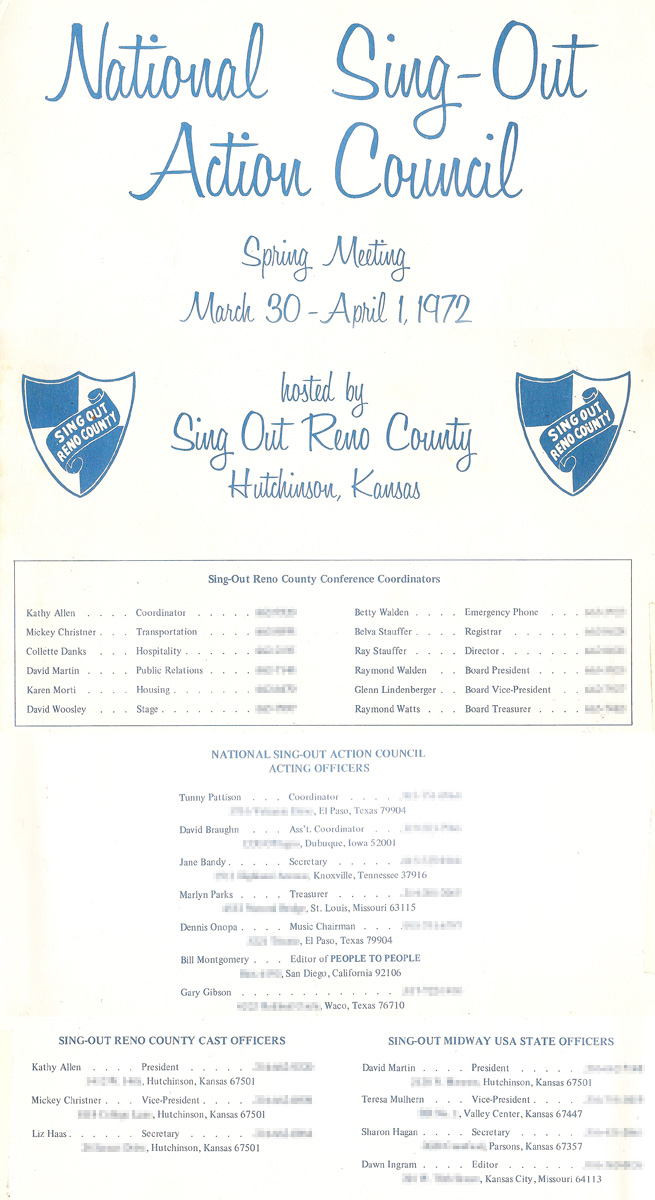 National Sing-Out
Action Council
Spring Meeting
March 30 - April 1, 1972
hosted by
Sing Out Reno County
Hutchinson, Kansas
SING OUT
RENO COUNTY
SING OUT
RENO COUNTY
Sing-Out Reno County Conference Coordinators
Kathy Allen . . . . Coordinator . . . . .
Mickey Christner . . . Transportation . . . . .
Collette Danks . . . Hospitality . . . . . .
David Martin . . . . Public Relations . . . . .
Karen Morti . . . . Housing . . . . . . .
David Woosley . . . Stage . . . . . . . .
Betty Walden . . . . Emergency Phone . . .
Belva Stauffer . . . . Registrar . . . . . .
Ray Stauffer . . . . Director . . . . . . .
Raymond Walden . . Board President . . . .
Glenn Lindenberger . . Board Vice-President . .
Raymond Watts . . . Board Treasurer . . . .
NATIONAL SING-OUT ACTION COUNCIL
ACTING OFFICERS
Tunny Pattison . . . Coordinator . . . .
, El Paso, Texas 79904
David Braughn . . . Ass't. Coordinator . . .
, Dubuque, Iowa 52001
Jane Bandy . . . . Secretary . . . . .
, Knoxville, Tennessee 37916
Marlyn Parks . . . Treasurer . . . . .
, St. Louis, Missouri 63115
Dennis Onopa . . . . Music Chairman . . . .
, El Paso, Texas 79904
Bill Montgomery . . . Editor of PEOPLE TO PEOPLE
, San Diego, California 92106
Gary Gibson . . . . . . . . . . . . .
, Waco, Texas 76710
SING-OUT RENO COUNTY CAST OFFICERS
Kathy Allen . . . . President . . . . .
, Hutchinson, Kansas 67501
Mickey Christner . . . Vice-President . . . .
, Hutchinson, Kansas 67501
Liz Haas . . . . . Secretary . . . . .
, Hutchinson, Kansas 67501
SING-OUT MIDWAY USA STATE OFFICERS
David Martin . . . . President . . . . .
, Hutchinson, Kansas 67501
Teresa Mulhern . . . Vice-President . . . .
, Valley Center, Kansas 67447
Sharon Hagan . . . . Secretary . . . . .
, Parsons, Kansas 67357
Dawn Ingram . . . . Editor . . . . . .
, Kansas City, Missouri 64113